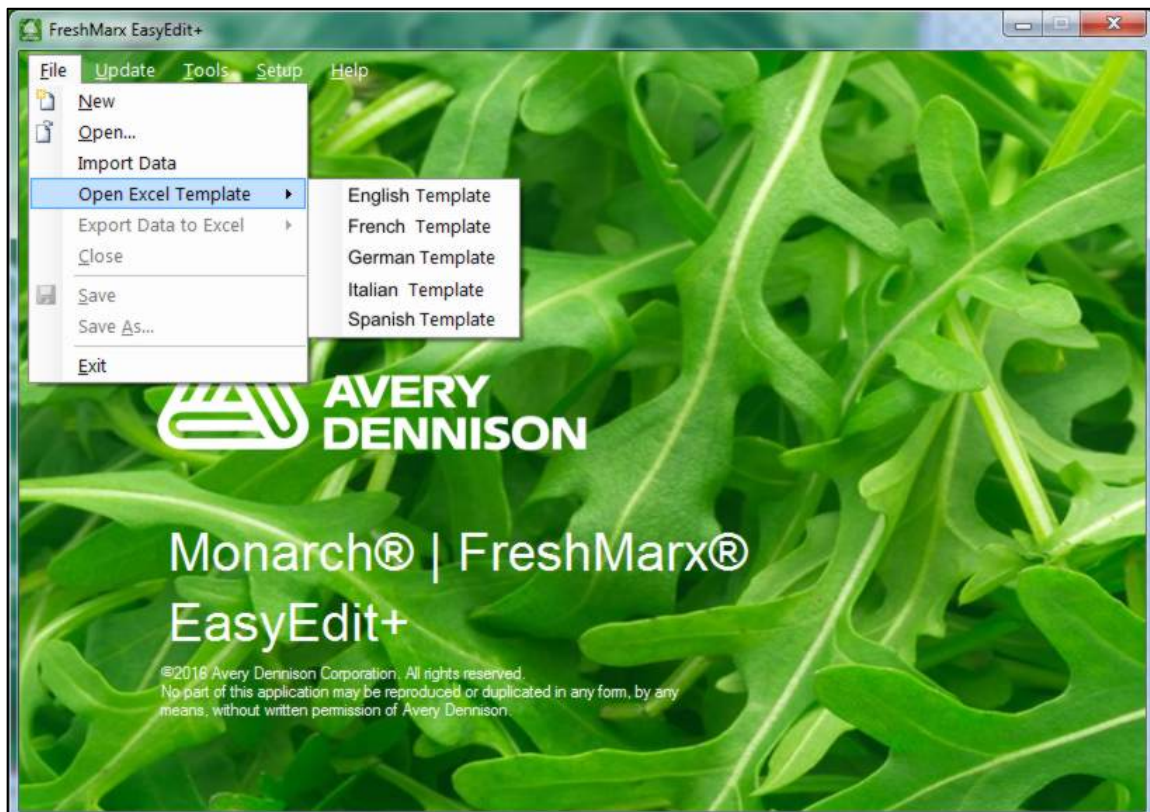 FreshMarx EasyEdit+
File Update Tools Setup Help
New
Open...
Import Data
Open Excel Template
Export Data to Excel
Close
Save
Save As...
Exit
English Template
French Template
German Template
Italian Template
Spanish Template
AVERY
DENNISON
Monarch® | FreshMarx®
EasyEdit+
©2016 Avery Dennison Corporation. All rights reserved.
No part of this application may be reproduced or duplicated in any form, by any
means, without written permission of Avery Dennison.